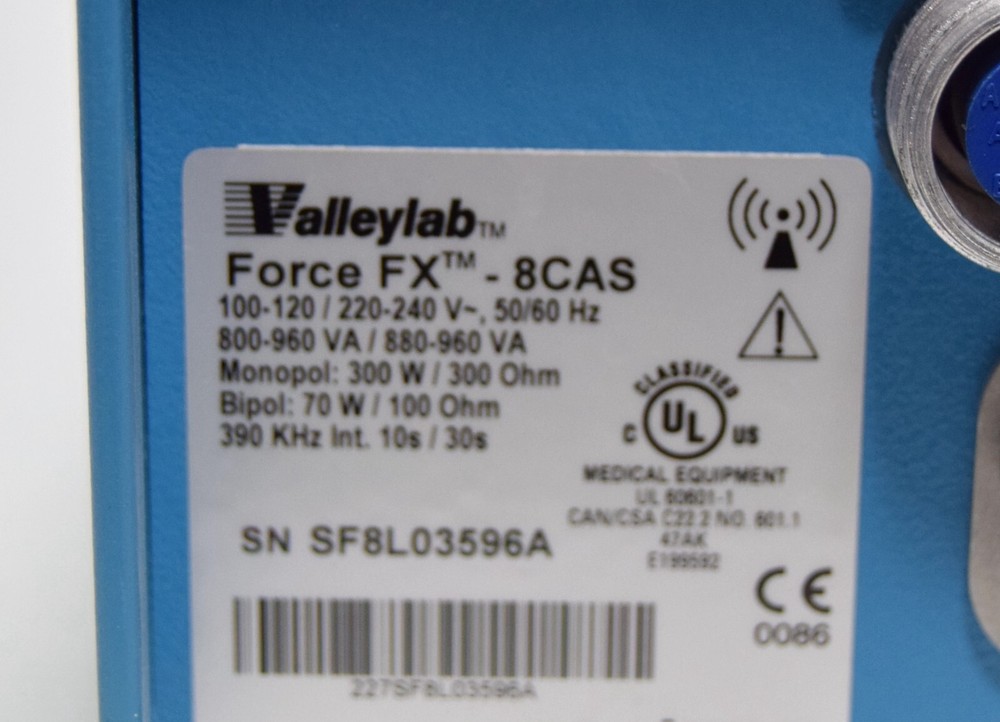 Valleylab™
Force FX™ - 8CAS
100-120 / 220-240 V~, 50/60 Hz
800-960 VA / 880-960 VA
Monopol: 300 W / 300 Ohm
Bipol: 70 W / 100 Ohm
390 KHz Int. 10s / 30s
CLASSIFIED
C UL US
MEDICAL EQUIPMENT
UL 60601-1
CAN/CSA C22.2 NO. 601.1
47AK
E199592
SN SF8L03596A
CE
0086
227SF8L03596A